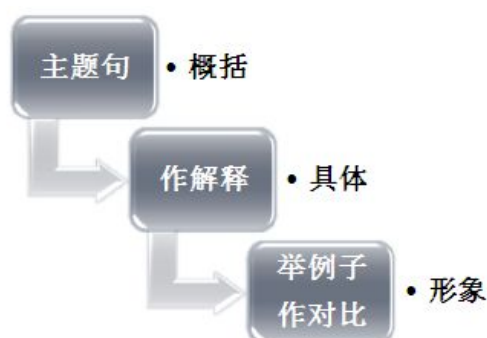 主题句 • 概括
作解释 • 具体
举例子
作对比 • 形象